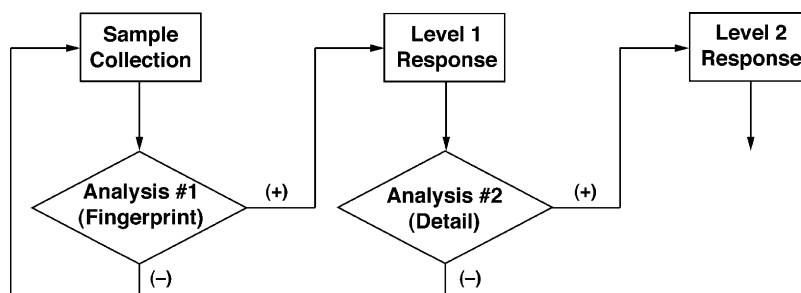 Sample
Collection
Level 1
Response
Level 2
Response
Analysis #1
(Fingerprint)
(+)
Analysis #2
(Detail)
(+)
(–)
(–)